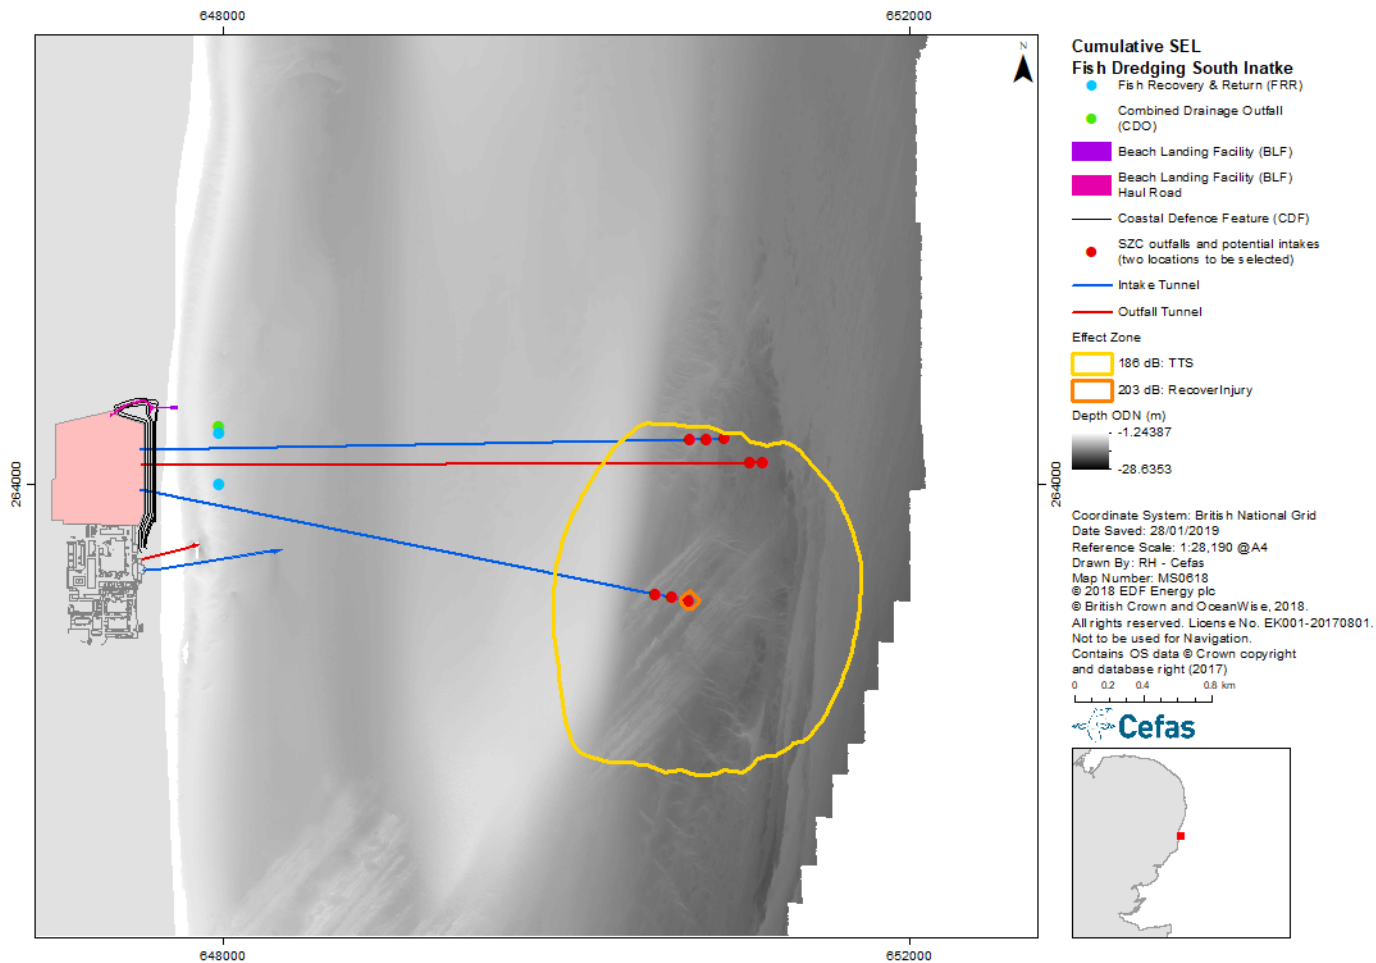 648000
652000
N
264000
264000
648000
652000
Cumulative SEL
Fish Dredging South Inatke
Fish Recovery & Return (FRR)
Combined Drainage Outfall
(CDO)
Beach Landing Facility (BLF)
Beach Landing Facility (BLF)
Haul Road
Coastal Defence Feature (CDF)
SZC outfalls and potential intakes
(two locations to be selected)
Intake Tunnel
Outfall Tunnel
Effect Zone
186 dB: TTS
203 dB: RecoverInjury
Depth ODN (m)
-1.24387
-28.6353
Coordinate System: British National Grid
Date Saved: 28/01/2019
Reference Scale: 1:28,190 @A4
Drawn By: RH - Cefas
Map Number: MS0618
© 2018 EDF Energy plc
© British Crown and OceanWise, 2018.
All rights reserved. License No. EK001-20170801.
Not to be used for Navigation.
Contains OS data © Crown copyright
and database right (2017)
0 0.2 0.4 0.8 km
Cefas